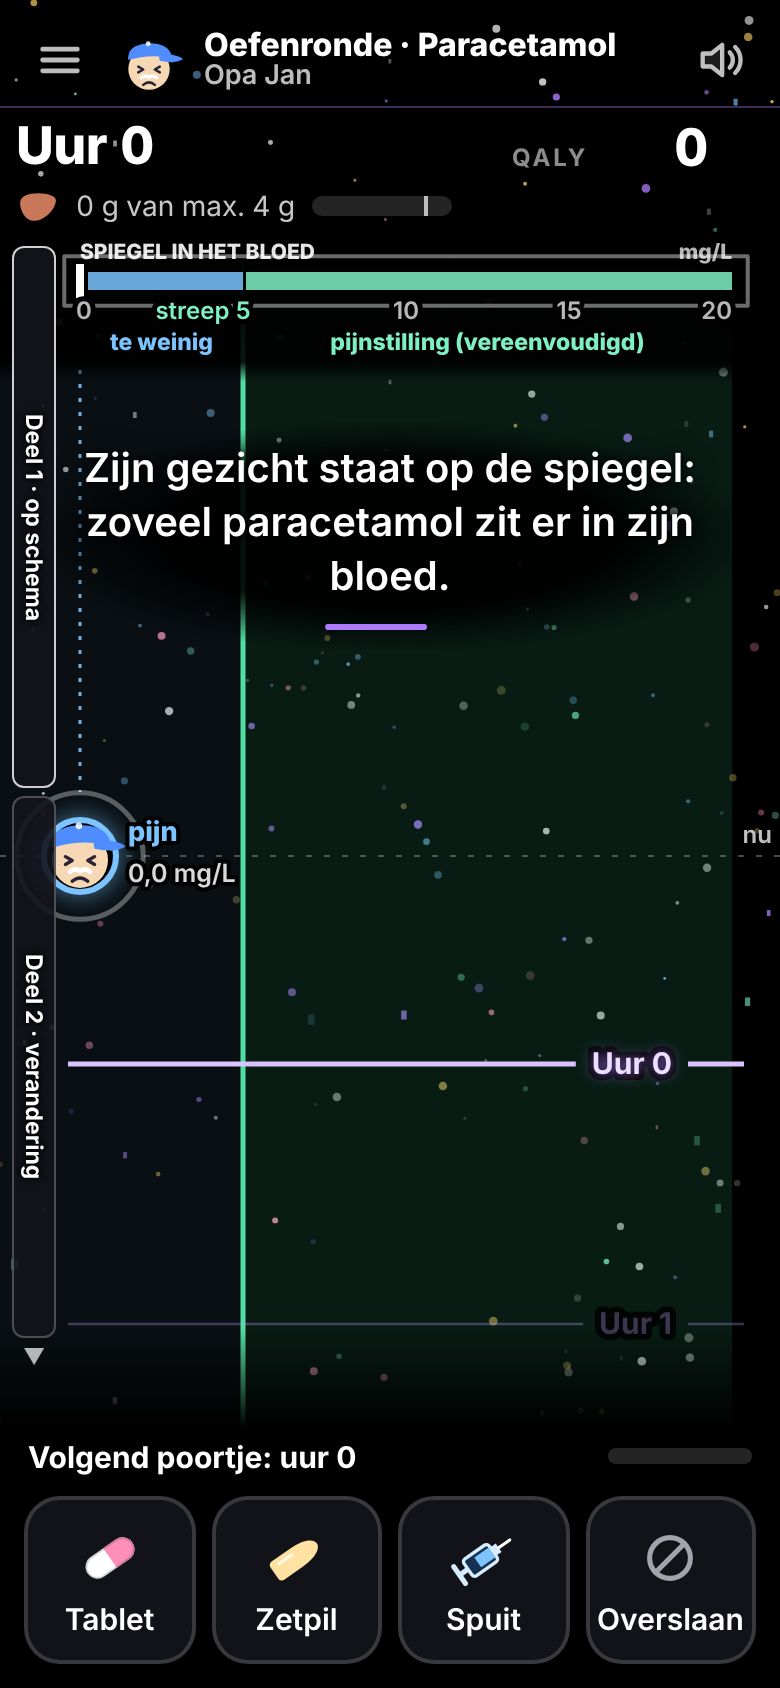 Oefenronde · Paracetamol
Opa Jan
Uur 0
QALY 0
0 g van max. 4 g
SPIEGEL IN HET BLOED mg/L
0 streep 5 10 15 20
te weinig pijnstilling (vereenvoudigd)
Deel 1 · op schema
Zijn gezicht staat op de spiegel:
zoveel paracetamol zit er in zijn
bloed.
pijn
0,0 mg/L
nu
Deel 2 · verandering
Uur 0
Uur 1
Volgend poortje: uur 0
Tablet
Zetpil
Spuit
Overslaan